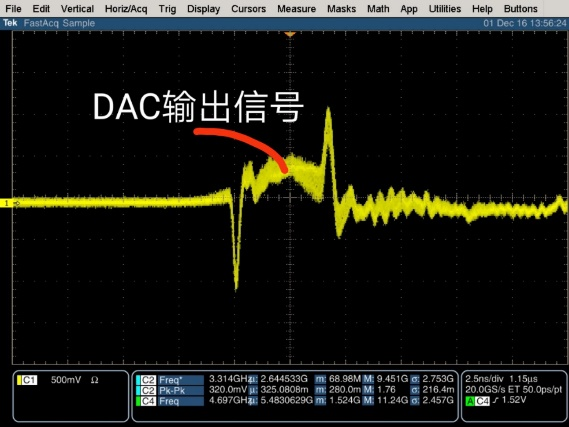 File Edit Vertical Horiz/Acq Trig Display Cursors Measure Masks Math App Utilities Help Buttons
Tek FastAcq Sample 01 Dec 16 13:56:24
DAC输出信号
1
C1 500mV Ω
C2 Freq* 3.314GHz μ: 2.644533G m: 68.98M M: 9.451G σ: 2.753G
C2 Pk-Pk 320.0mV μ: 325.0808m m: 280.0m M: 1.76 σ: 216.4m
C4 Freq 4.697GHz μ: 5.4830629G m: 1.524G M: 11.24G σ: 2.457G
2.5ns/div 1.15μs
20.0GS/s ET 50.0ps/pt
A C4 1.52V